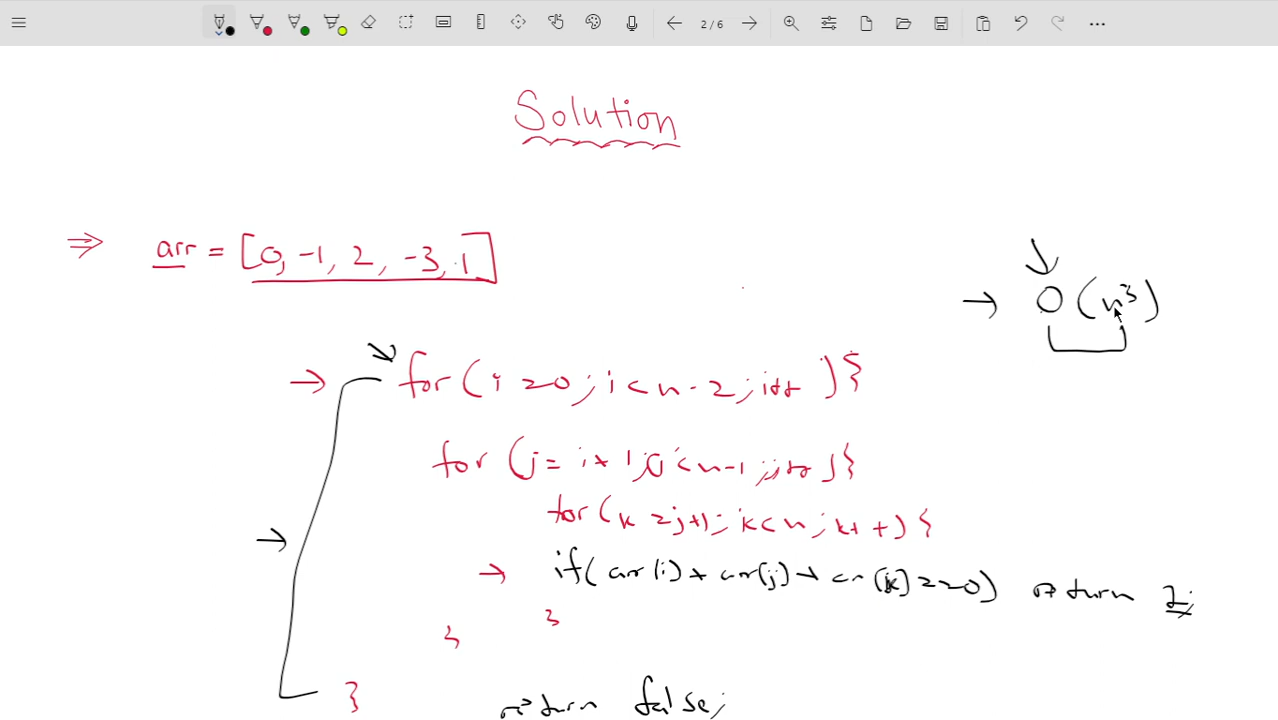 2/6
Solution
⇒ arr = [0, -1, 2, -3, 1]
→ O(n³)
→ for(i=0; i<n-2; i++){
for(j=i+1; j<n-1; j++){
for(k=j+1; k<n; k++){
→ if(arr(i)+arr(j)+arr[k]==0) return 1;
}
}
}
return false;